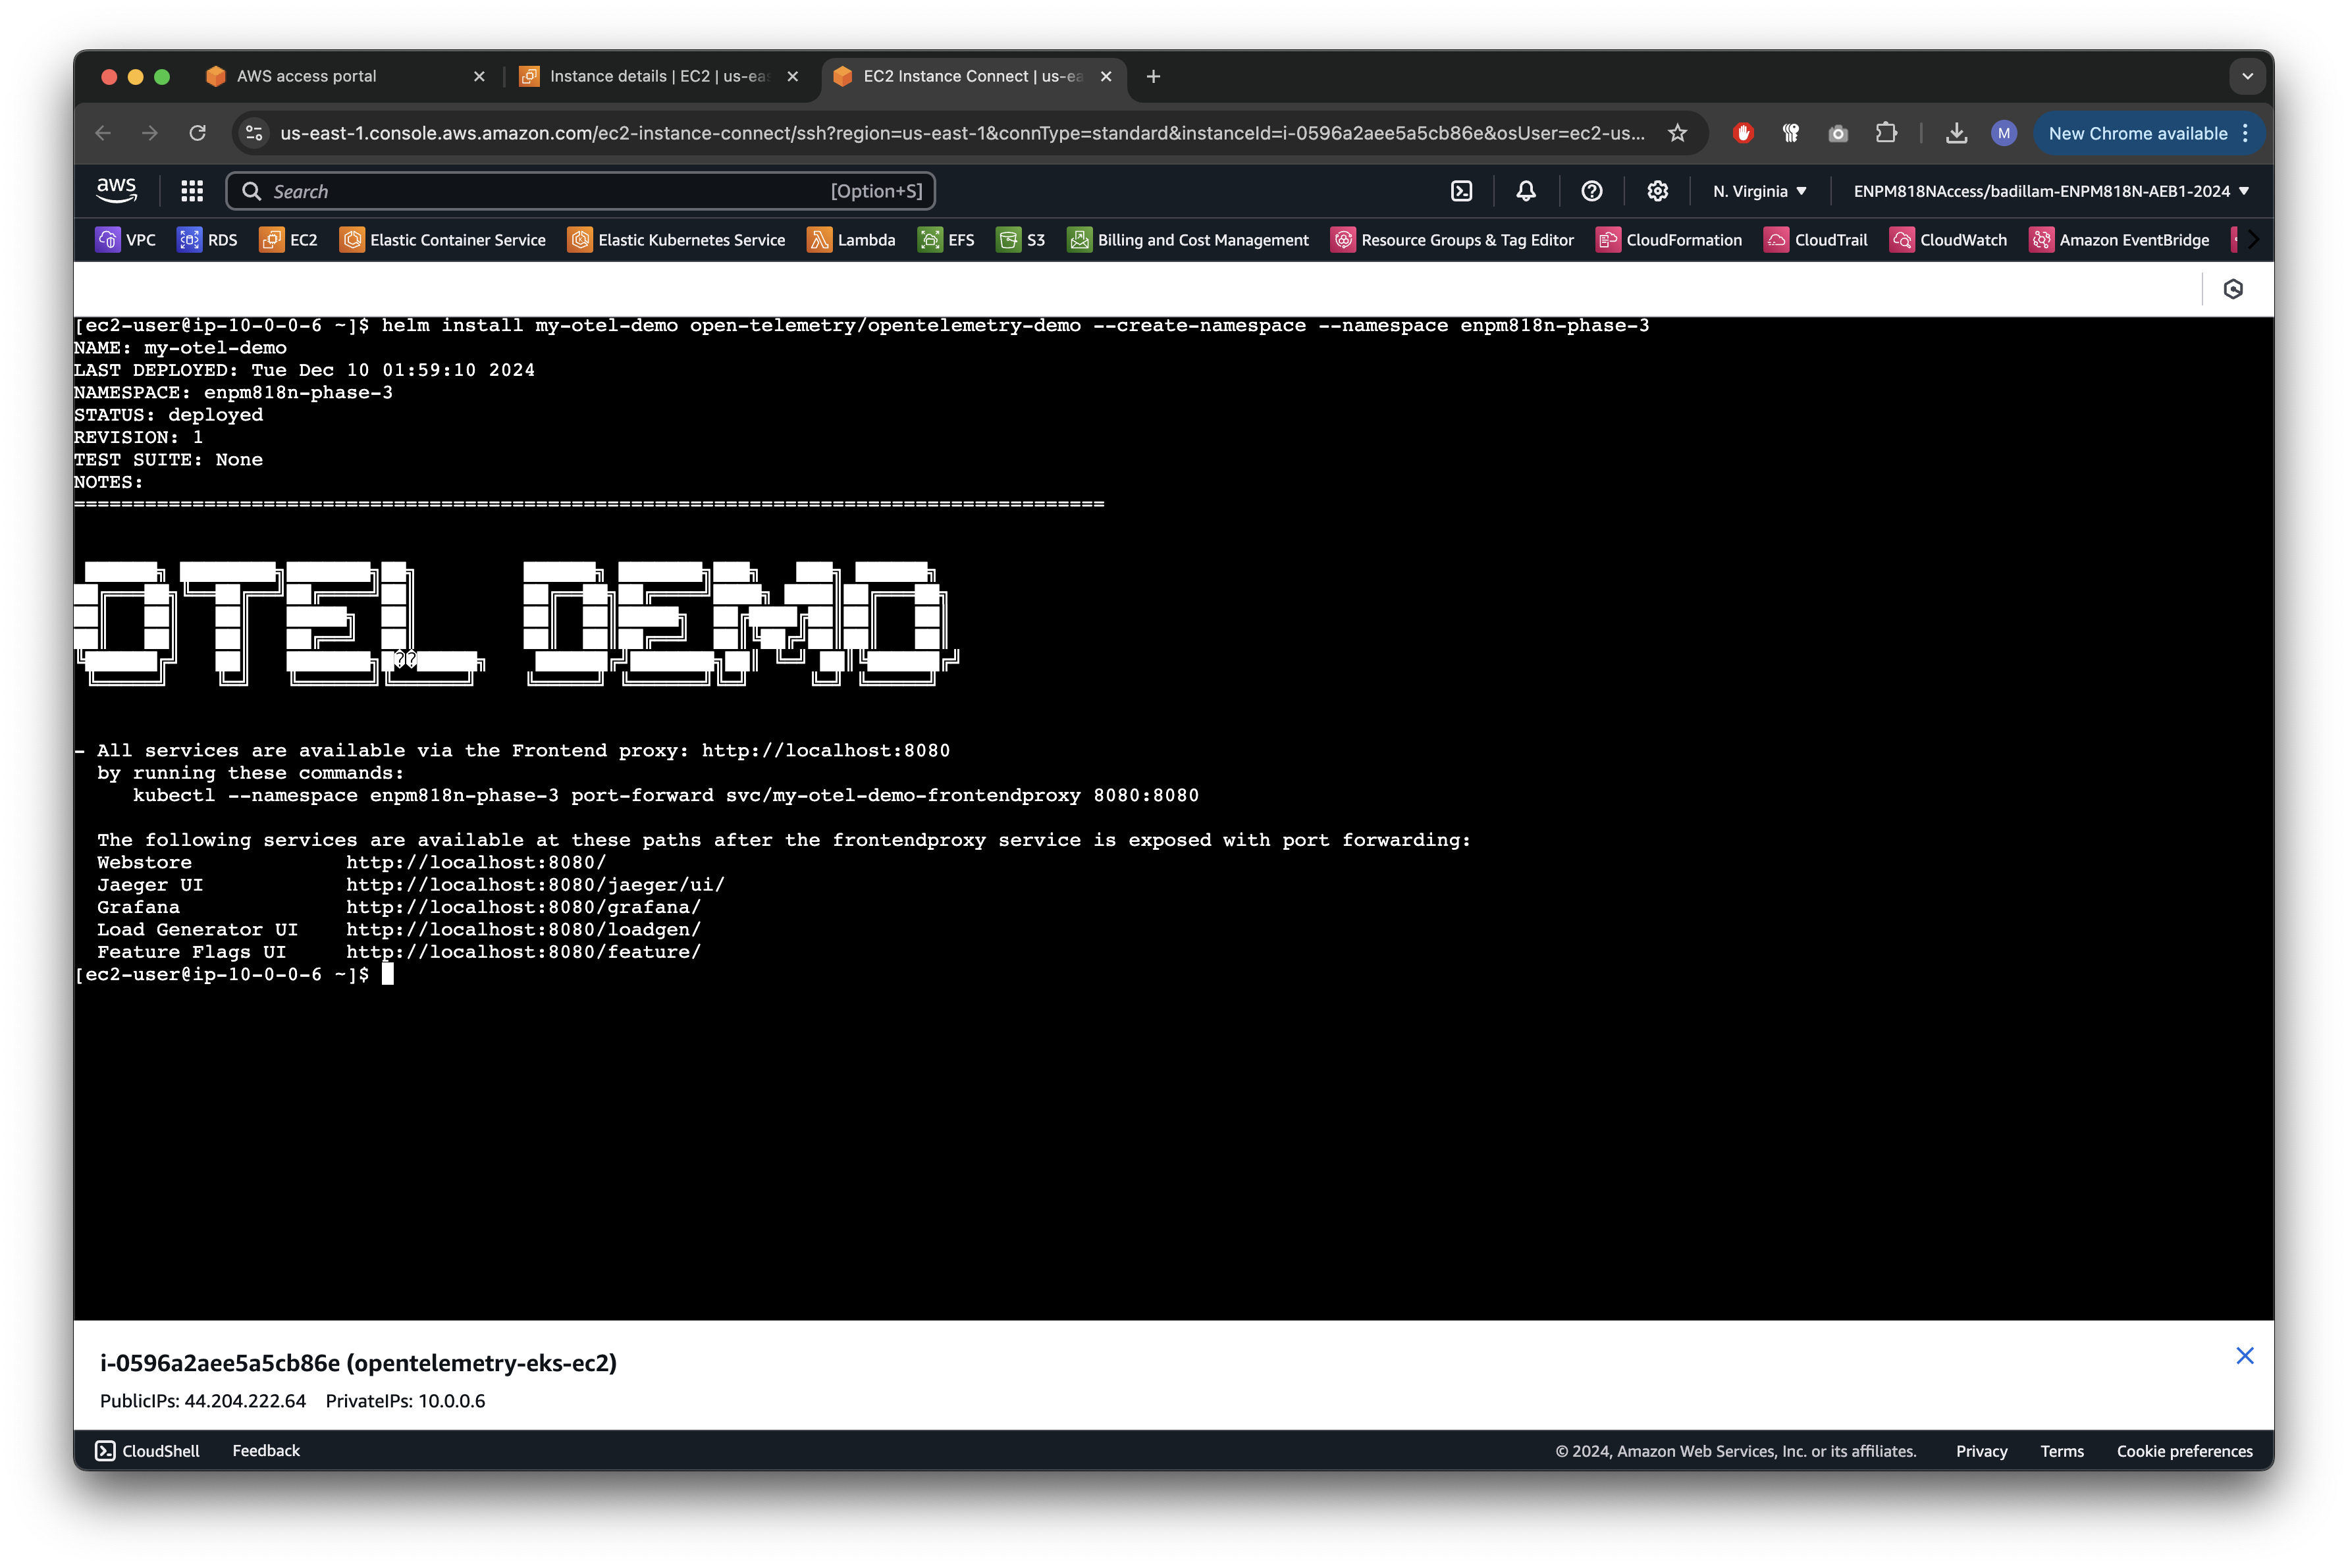 AWS access portal
Instance details | EC2 | us-eas
EC2 Instance Connect | us-ea
us-east-1.console.aws.amazon.com/ec2-instance-connect/ssh?region=us-east-1&connType=standard&instanceId=i-0596a2aee5a5cb86e&osUser=ec2-us...
M
New Chrome available
aws
Search
[Option+S]
N. Virginia
ENPM818NAccess/badillam-ENPM818N-AEB1-2024
VPC
RDS
EC2
Elastic Container Service
Elastic Kubernetes Service
Lambda
EFS
S3
Billing and Cost Management
Resource Groups & Tag Editor
CloudFormation
CloudTrail
CloudWatch
Amazon EventBridge
[ec2-user@ip-10-0-0-6 ~]$ helm install my-otel-demo open-telemetry/opentelemetry-demo --create-namespace --namespace enpm818n-phase-3
NAME: my-otel-demo
LAST DEPLOYED: Tue Dec 10 01:59:10 2024
NAMESPACE: enpm818n-phase-3
STATUS: deployed
REVISION: 1
TEST SUITE: None
NOTES:
=======================================================================================
OTEL DEMO
- All services are available via the Frontend proxy: http://localhost:8080
by running these commands:
kubectl --namespace enpm818n-phase-3 port-forward svc/my-otel-demo-frontendproxy 8080:8080
The following services are available at these paths after the frontendproxy service is exposed with port forwarding:
Webstore http://localhost:8080/
Jaeger UI http://localhost:8080/jaeger/ui/
Grafana http://localhost:8080/grafana/
Load Generator UI http://localhost:8080/loadgen/
Feature Flags UI http://localhost:8080/feature/
[ec2-user@ip-10-0-0-6 ~]$
i-0596a2aee5a5cb86e (opentelemetry-eks-ec2)
PublicIPs: 44.204.222.64 PrivateIPs: 10.0.0.6
CloudShell
Feedback
© 2024, Amazon Web Services, Inc. or its affiliates.
Privacy
Terms
Cookie preferences